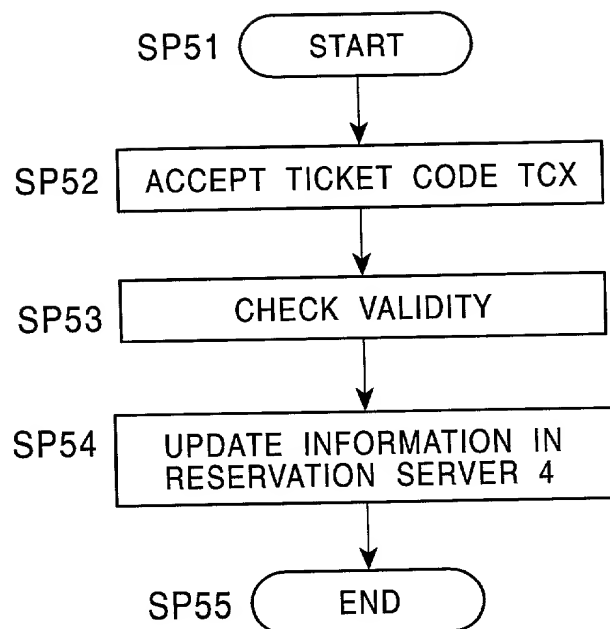 SP51 START
SP52 ACCEPT TICKET CODE TCX
SP53 CHECK VALIDITY
SP54 UPDATE INFORMATION IN
RESERVATION SERVER 4
SP55 END